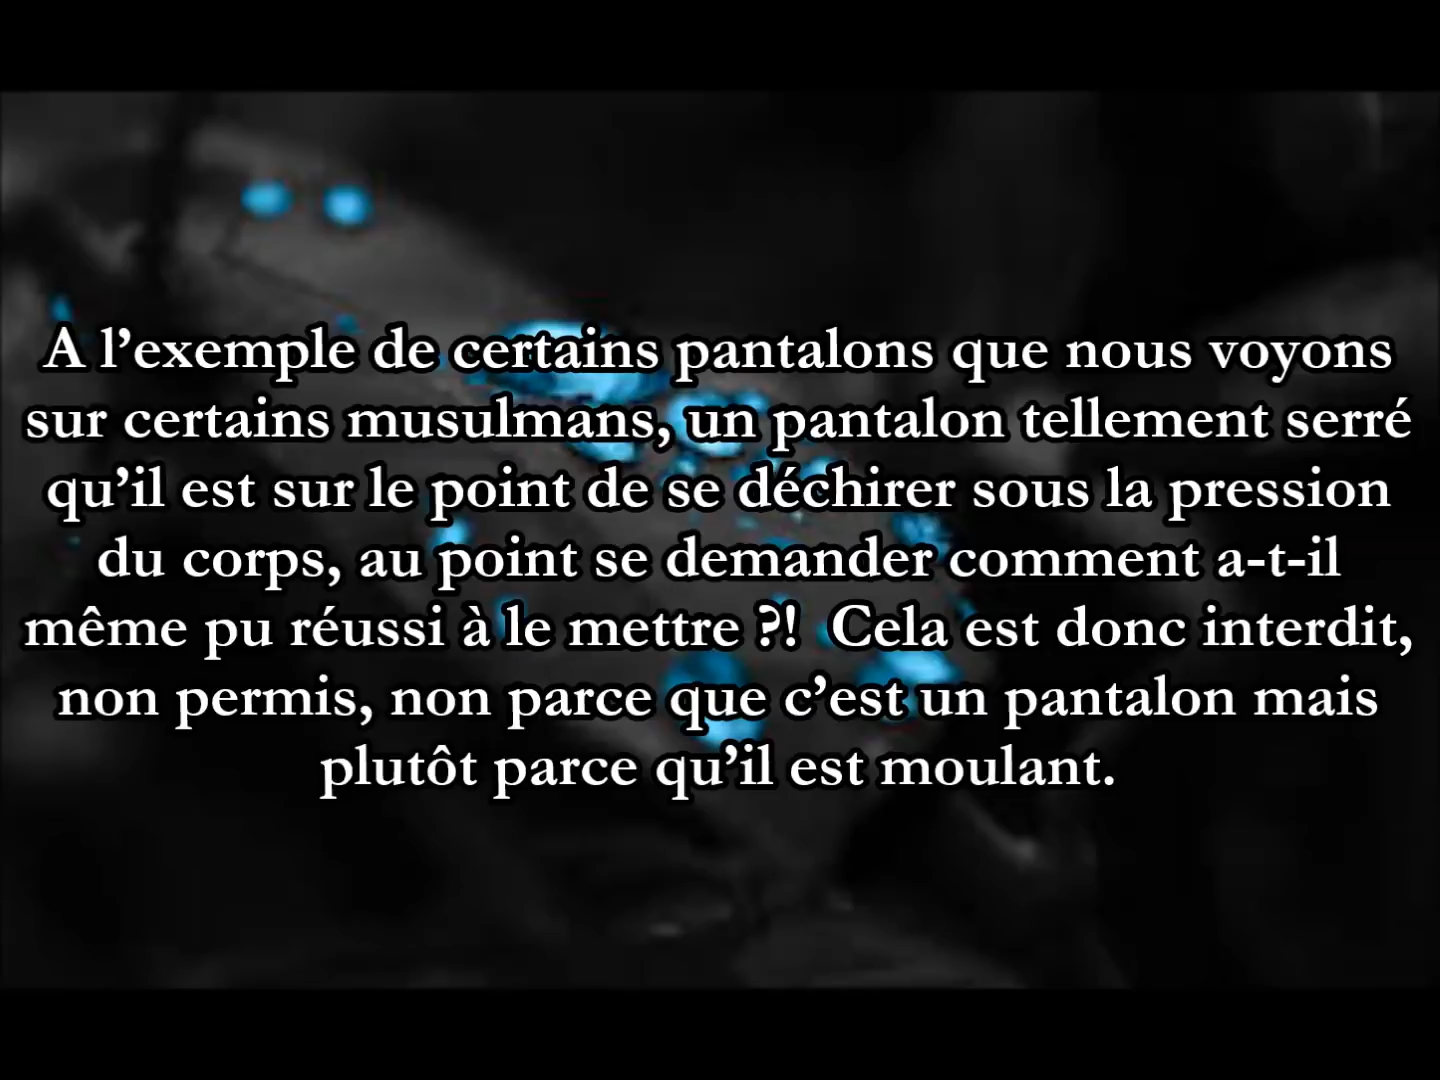 A l’exemple de certains pantalons que nous voyons
sur certains musulmans, un pantalon tellement serré
qu’il est sur le point de se déchirer sous la pression
du corps, au point se demander comment a-t-il
même pu réussi à le mettre ?! Cela est donc interdit,
non permis, non parce que c’est un pantalon mais
plutôt parce qu’il est moulant.